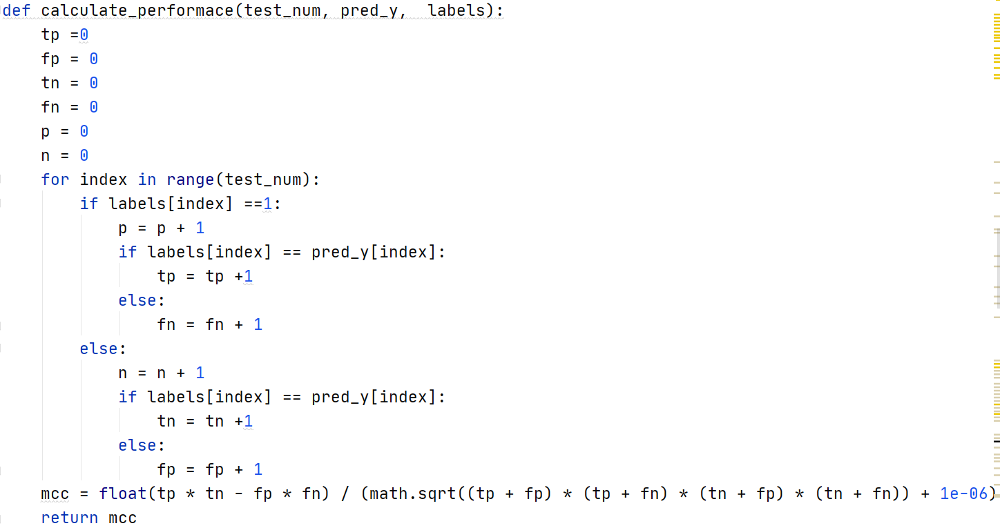 def calculate_performace(test_num, pred_y,  labels):
    tp =0
    fp = 0
    tn = 0
    fn = 0
    p = 0
    n = 0
    for index in range(test_num):
        if labels[index] ==1:
            p = p + 1
            if labels[index] == pred_y[index]:
                tp = tp +1
            else:
                fn = fn + 1
        else:
            n = n + 1
            if labels[index] == pred_y[index]:
                tn = tn +1
            else:
                fp = fp + 1
    mcc = float(tp * tn - fp * fn) / (math.sqrt((tp + fp) * (tp + fn) * (tn + fp) * (tn + fn)) + 1e-06)
    return mcc